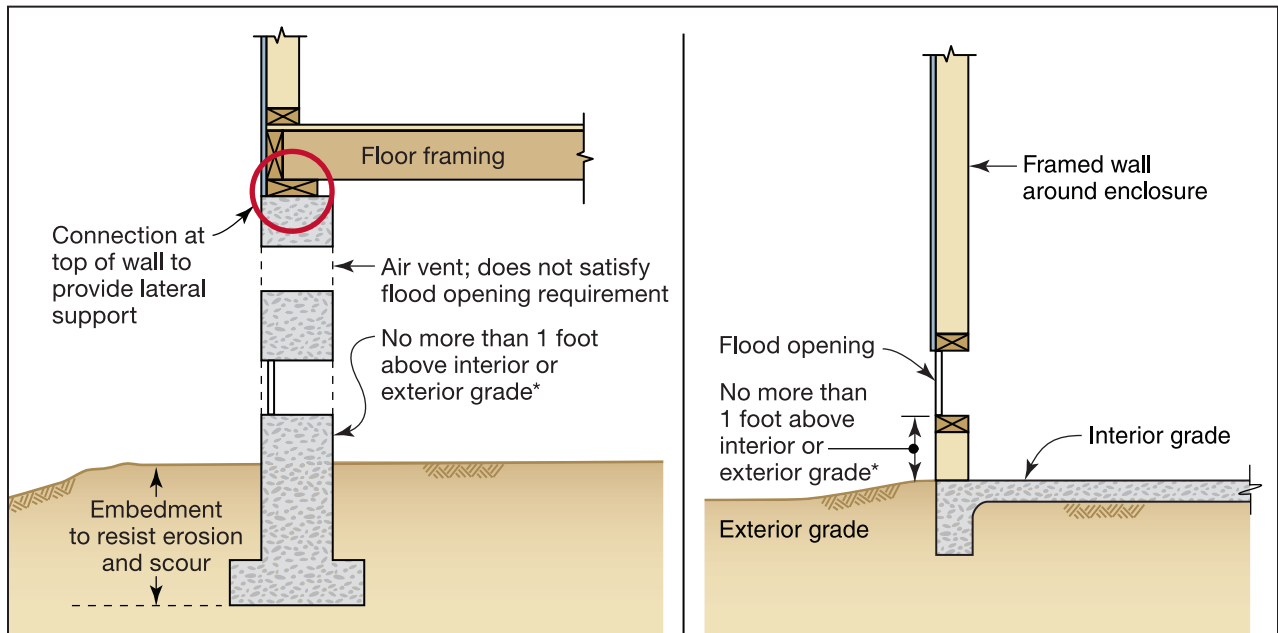 Floor framing
Connection at
top of wall to
provide lateral
support
Air vent; does not satisfy
flood opening requirement
No more than 1 foot
above interior or
exterior grade*
Embedment
to resist erosion
and scour
Framed wall
around enclosure
Flood opening
No more than
1 foot above
interior or
exterior grade*
Interior grade
Exterior grade